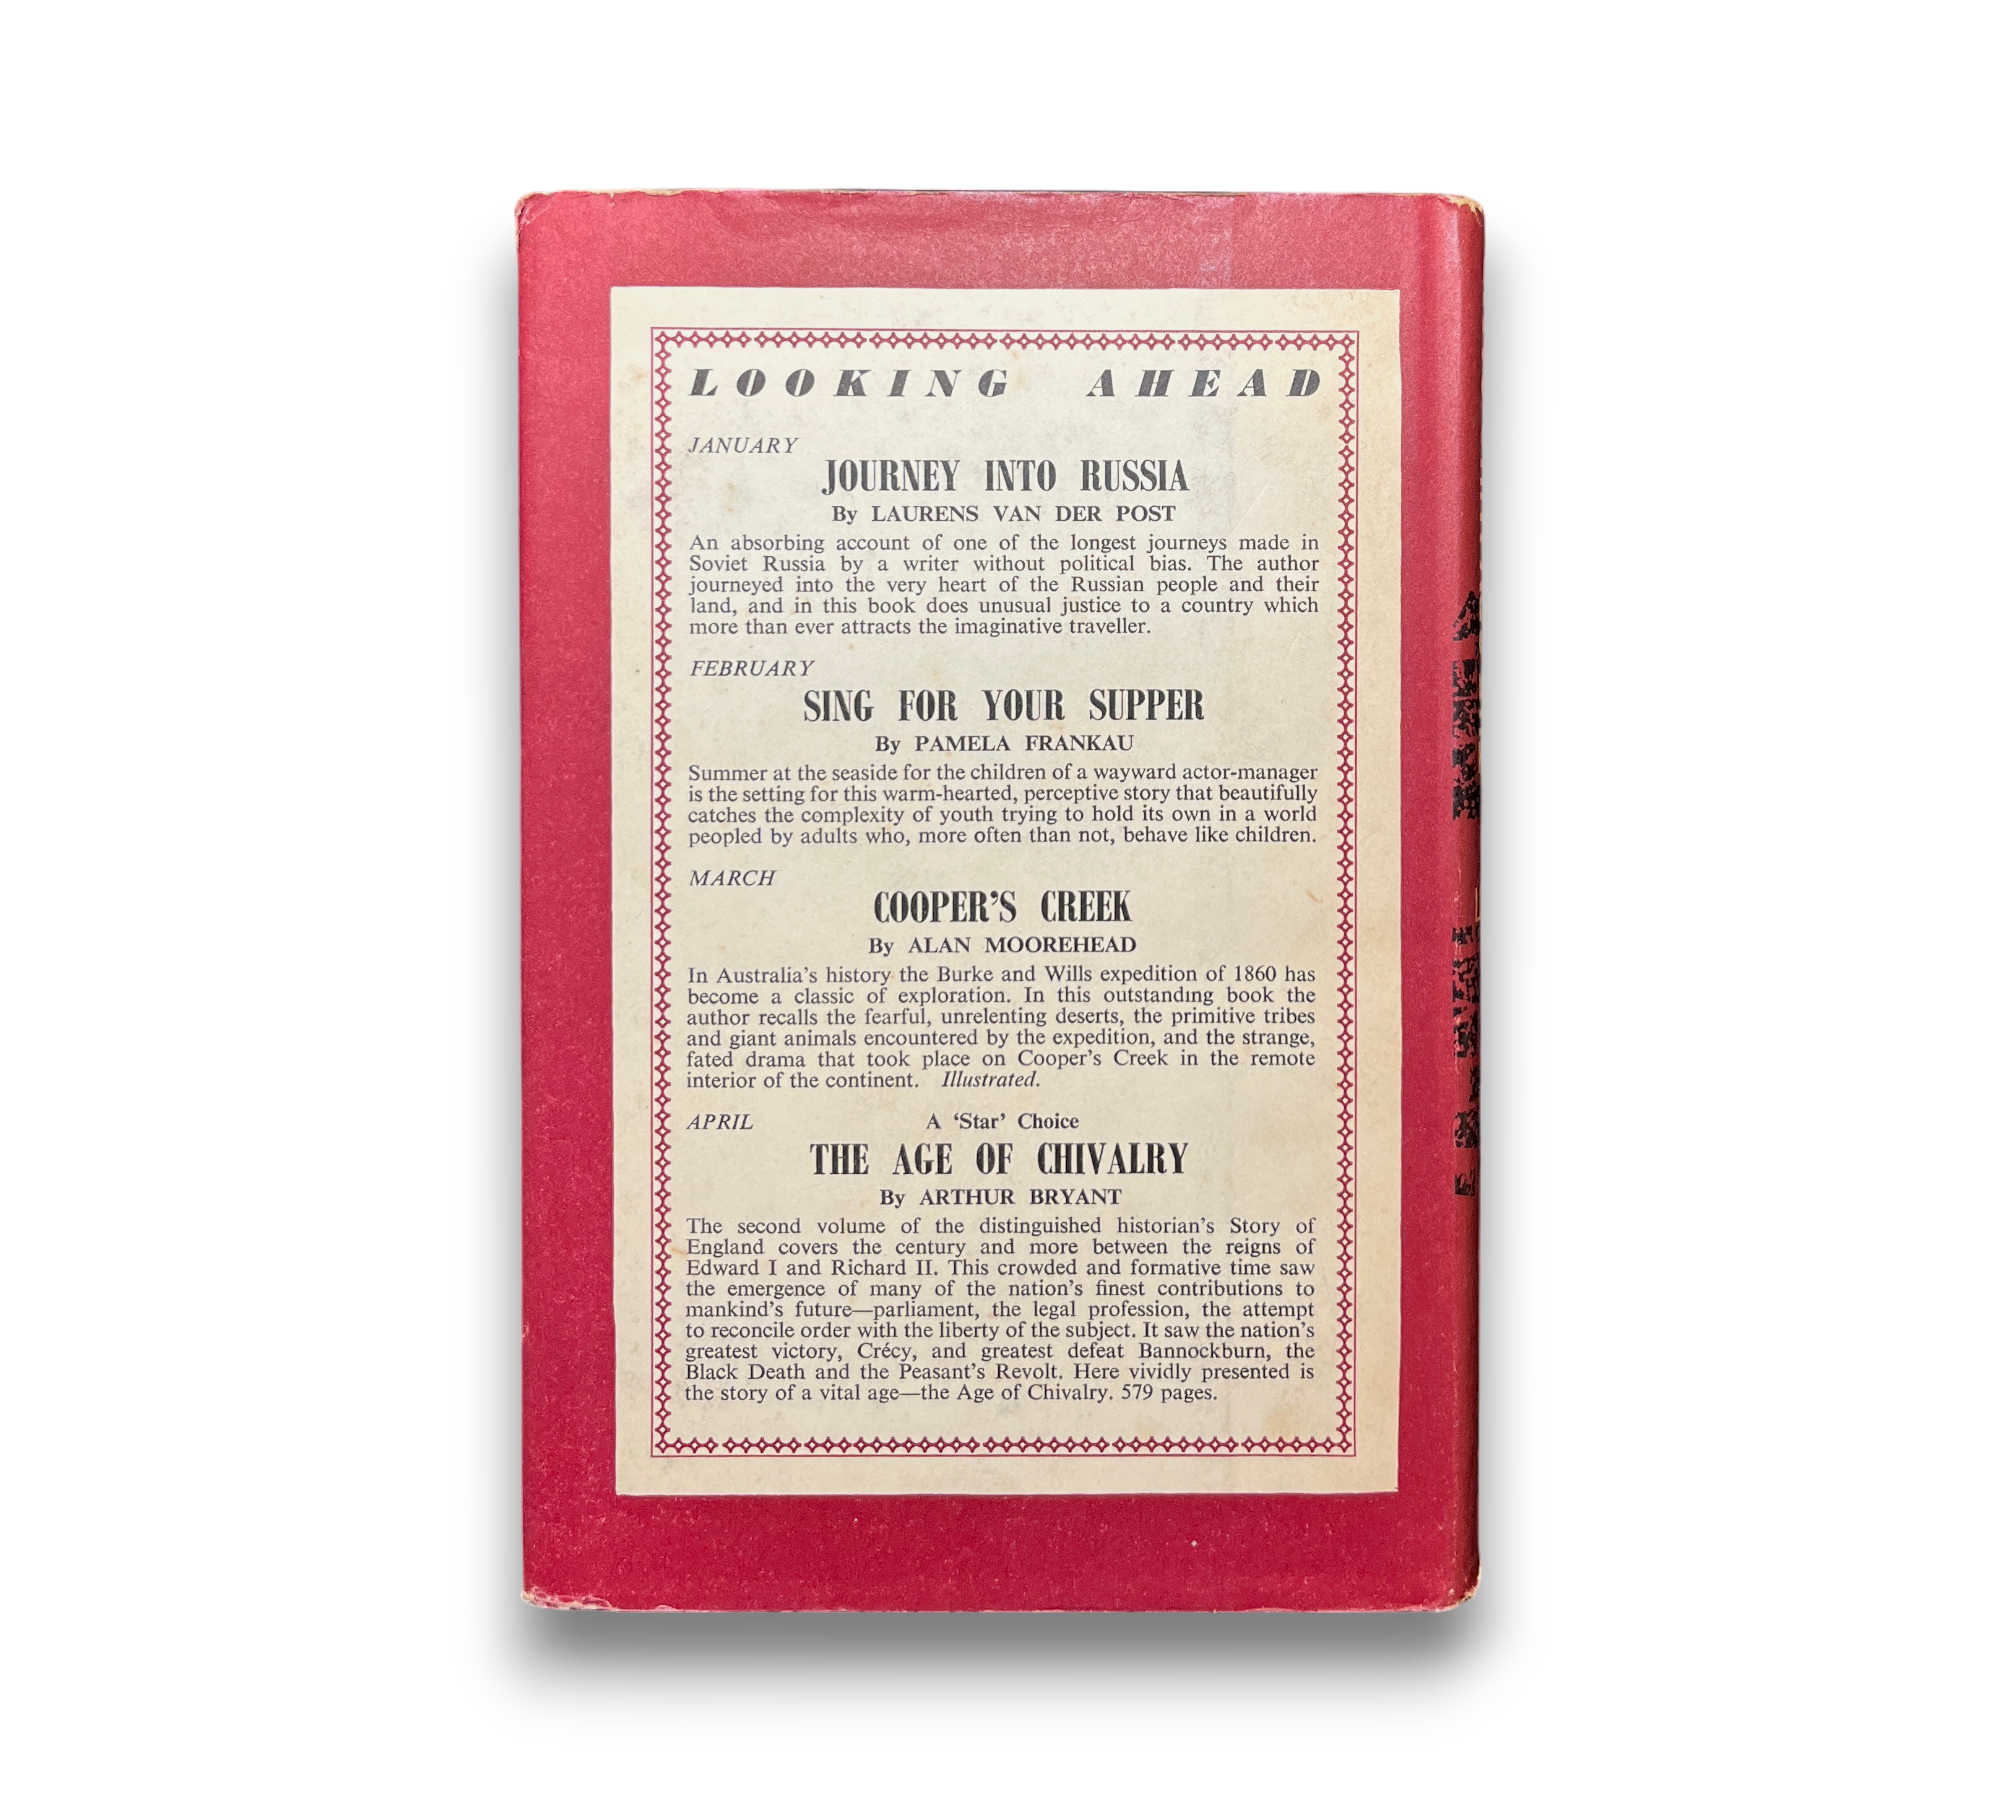 LOOKING AHEAD
JANUARY
JOURNEY INTO RUSSIA
By LAURENS VAN DER POST
An absorbing account of one of the longest journeys made in
Soviet Russia by a writer without political bias. The author
journeyed into the very heart of the Russian people and their
land, and in this book does unusual justice to a country which
more than ever attracts the imaginative traveller.
FEBRUARY
SING FOR YOUR SUPPER
By PAMELA FRANKAU
Summer at the seaside for the children of a wayward actor-manager
is the setting for this warm-hearted, perceptive story that beautifully
catches the complexity of youth trying to hold its own in a world
peopled by adults who, more often than not, behave like children.
MARCH
COOPER'S CREEK
By ALAN MOOREHEAD
In Australia's history the Burke and Wills expedition of 1860 has
become a classic of exploration. In this outstanding book the
author recalls the fearful, unrelenting deserts, the primitive tribes
and giant animals encountered by the expedition, and the strange,
fated drama that took place on Cooper's Creek in the remote
interior of the continent. Illustrated.
APRIL A 'Star' Choice
THE AGE OF CHIVALRY
By ARTHUR BRYANT
The second volume of the distinguished historian's Story of
England covers the century and more between the reigns of
Edward I and Richard II. This crowded and formative time saw
the emergence of many of the nation's finest contributions to
mankind's future—parliament, the legal profession, the attempt
to reconcile order with the liberty of the subject. It saw the nation's
greatest victory, Crécy, and greatest defeat Bannockburn, the
Black Death and the Peasant's Revolt. Here vividly presented is
the story of a vital age—the Age of Chivalry. 579 pages.